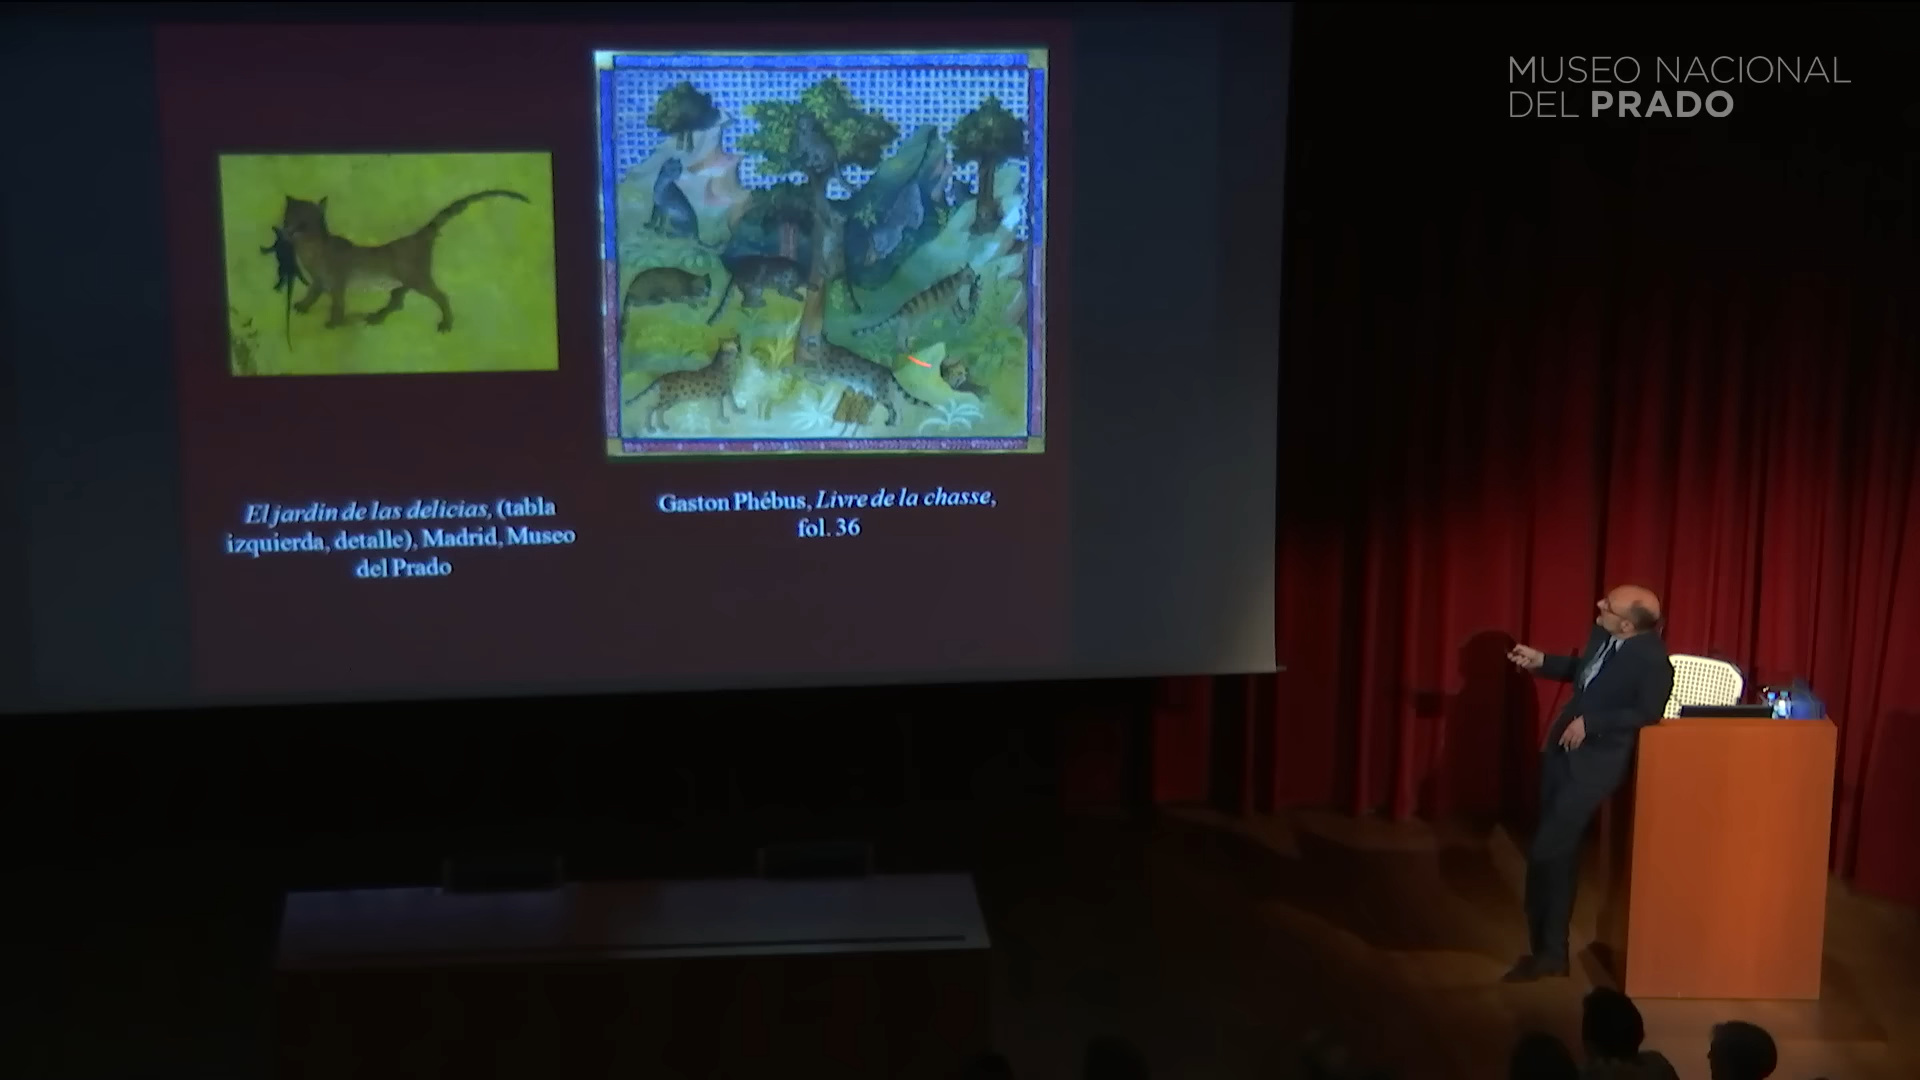 MUSEO NACIONAL
DEL PRADO
El jardin de las delicias, (tabla
izquierda, detalle), Madrid, Museo
del Prado
Gaston Phébus, Livre de la chasse,
fol. 36